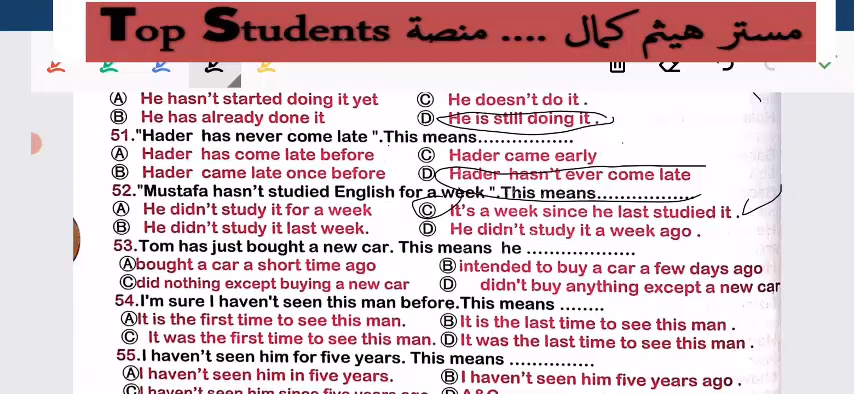 Top Students مستر هيثم كمال .... منصة
Ⓐ He hasn't started doing it yet Ⓒ He doesn't do it .
Ⓑ He has already done it Ⓓ He is still doing it .
51."Hader has never come late ".This means.................
Ⓐ Hader has come late before Ⓒ Hader came early
Ⓑ Hader came late once before Ⓓ Hader hasn't ever come late
52."Mustafa hasn't studied English for a week ".This means.................
Ⓐ He didn't study it for a week Ⓒ It's a week since he last studied it .
Ⓑ He didn't study it last week. Ⓓ He didn't study it a week ago .
53.Tom has just bought a new car. This means he ...................
Ⓐbought a car a short time ago Ⓑintended to buy a car a few days ago
Ⓒdid nothing except buying a new car Ⓓ didn't buy anything except a new car
54.I'm sure I haven't seen this man before.This means ........
ⒶIt is the first time to see this man. ⒷIt is the last time to see this man .
Ⓒ It was the first time to see this man. ⒹIt was the last time to see this man .
55.I haven't seen him for five years. This means ...............
ⒶI haven't seen him in five years. ⒷI haven't seen him five years ago .
ⒸI haven't seen him since five years ago ⒹA&C